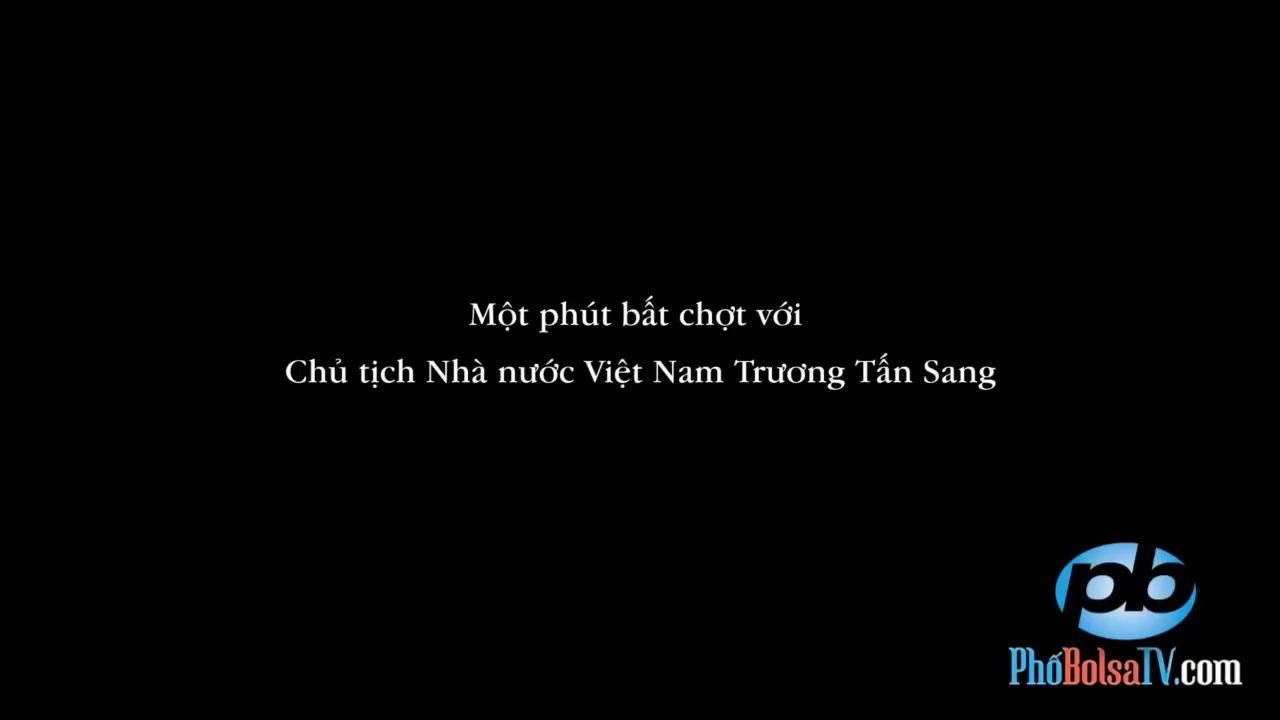 Một phút bất chợt với
Chủ tịch Nhà nước Việt Nam Trương Tấn Sang
pb
PhốBolsaTV.com